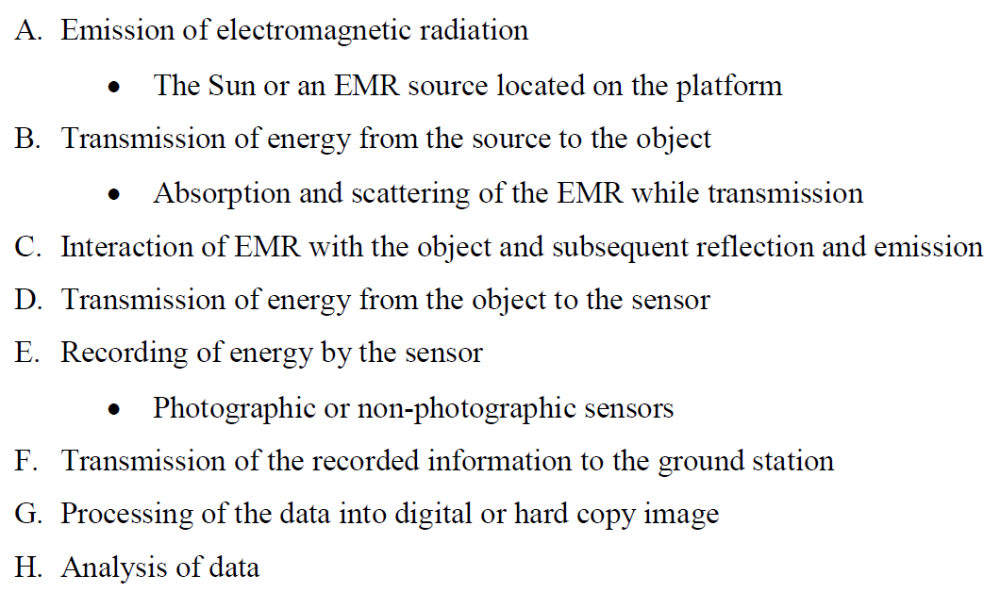 A. Emission of electromagnetic radiation
• The Sun or an EMR source located on the platform
B. Transmission of energy from the source to the object
• Absorption and scattering of the EMR while transmission
C. Interaction of EMR with the object and subsequent reflection and emission
D. Transmission of energy from the object to the sensor
E. Recording of energy by the sensor
• Photographic or non-photographic sensors
F. Transmission of the recorded information to the ground station
G. Processing of the data into digital or hard copy image
H. Analysis of data